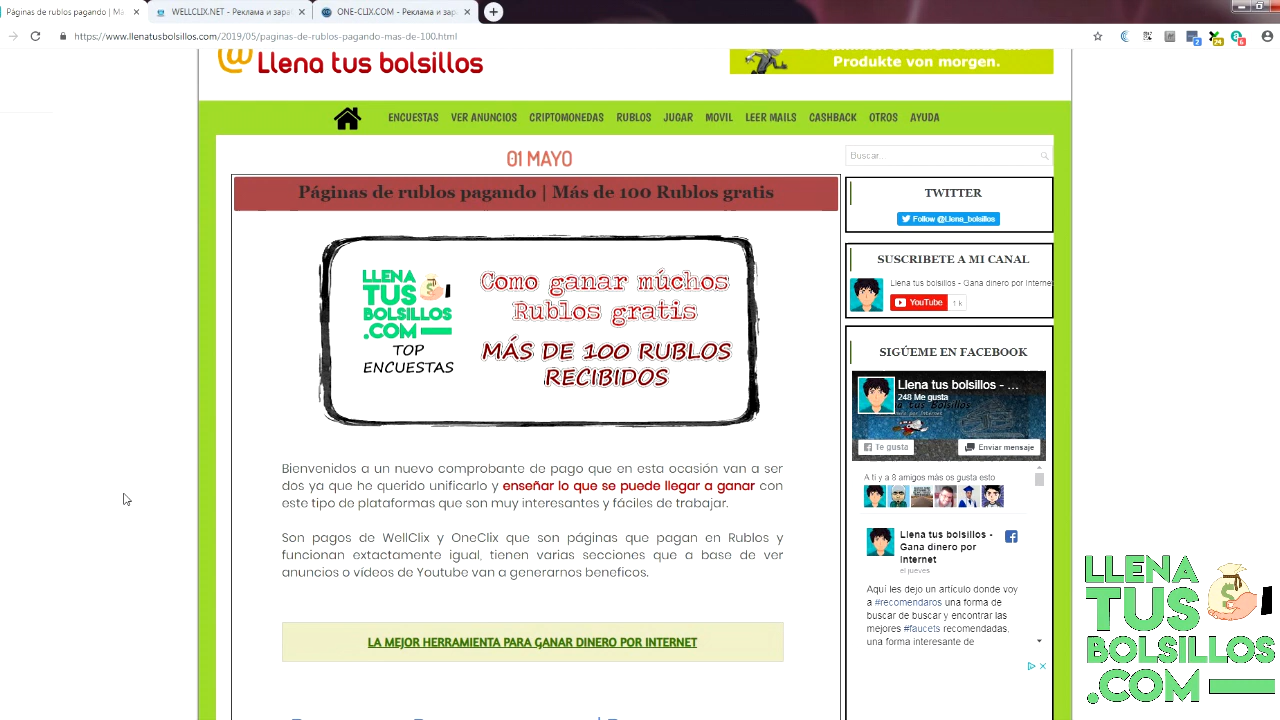 Páginas de rublos pagando | Ma
WELLCLIX.NET - Реклама и зара
ONE-CLIX.COM - Реклама и зара
https://www.llenatusbolsillos.com/2019/05/paginas-de-rublos-pagando-mas-de-100.html
@Llena tus bolsillos
Produkte von morgen.
ENCUESTAS VER ANUNCIOS CRIPTOMONEDAS RUBLOS JUGAR MOVIL LEER MAILS CASHBACK OTROS AYUDA
01 MAYO
Páginas de rublos pagando | Más de 100 Rublos gratis
LLENA
TUS
BOLSILLOS
.COM
TOP
ENCUESTAS
Como ganar múchos
Rublos gratis
MÁS DE 100 RUBLOS
RECIBIDOS
Bienvenidos a un nuevo comprobante de pago que en esta ocasión van a ser
dos ya que he querido unificarlo y enseñar lo que se puede llegar a ganar con
este tipo de plataformas que son muy interesantes y fáciles de trabajar.
Son pagos de WellClix y OneClix que son páginas que pagan en Rublos y
funcionan exactamente igual, tienen varias secciones que a base de ver
anuncios o vídeos de Youtube van a generarnos beneficos.
LA MEJOR HERRAMIENTA PARA GANAR DINERO POR INTERNET
Buscar...
TWITTER
Follow @Llena_bolsillos
SUSCRIBETE A MI CANAL
Llena tus bolsillos - Gana dinero por Interne
YouTube 1 k
SIGÚEME EN FACEBOOK
Llena tus bolsillos - ...
248 Me gusta
Te gusta
Enviar mensaje
A ti y a 8 amigos más os gusta esto
Llena tus bolsillos -
Gana dinero por
Internet
el jueves
Aquí les dejo un artículo donde voy
a #recomendaros una forma de
buscar de buscar y encontrar las
mejores #faucets recomendadas,
una forma interesante de
LLENA
TUS
BOLSILLOS
.COM